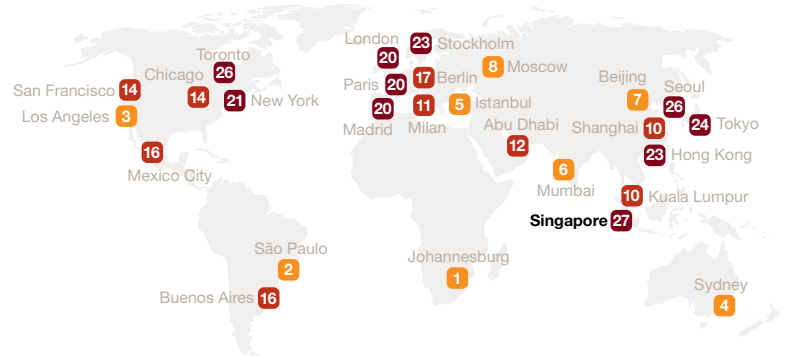 London
23 Stockholm
Toronto
20
8 Moscow
Chicago
26
Paris 20
17 Berlin
Beijing
Seoul
San Francisco 14
14
21 New York
7
26
Los Angeles 3
20
11
5 Istanbul
Madrid
Milan
Abu Dhabi
Shanghai 10
24 Tokyo
16
12
23 Hong Kong
Mexico City
6
Mumbai
10 Kuala Lumpur
Singapore 27
São Paulo
2
Johannesburg
1
Sydney
Buenos Aires 16
4